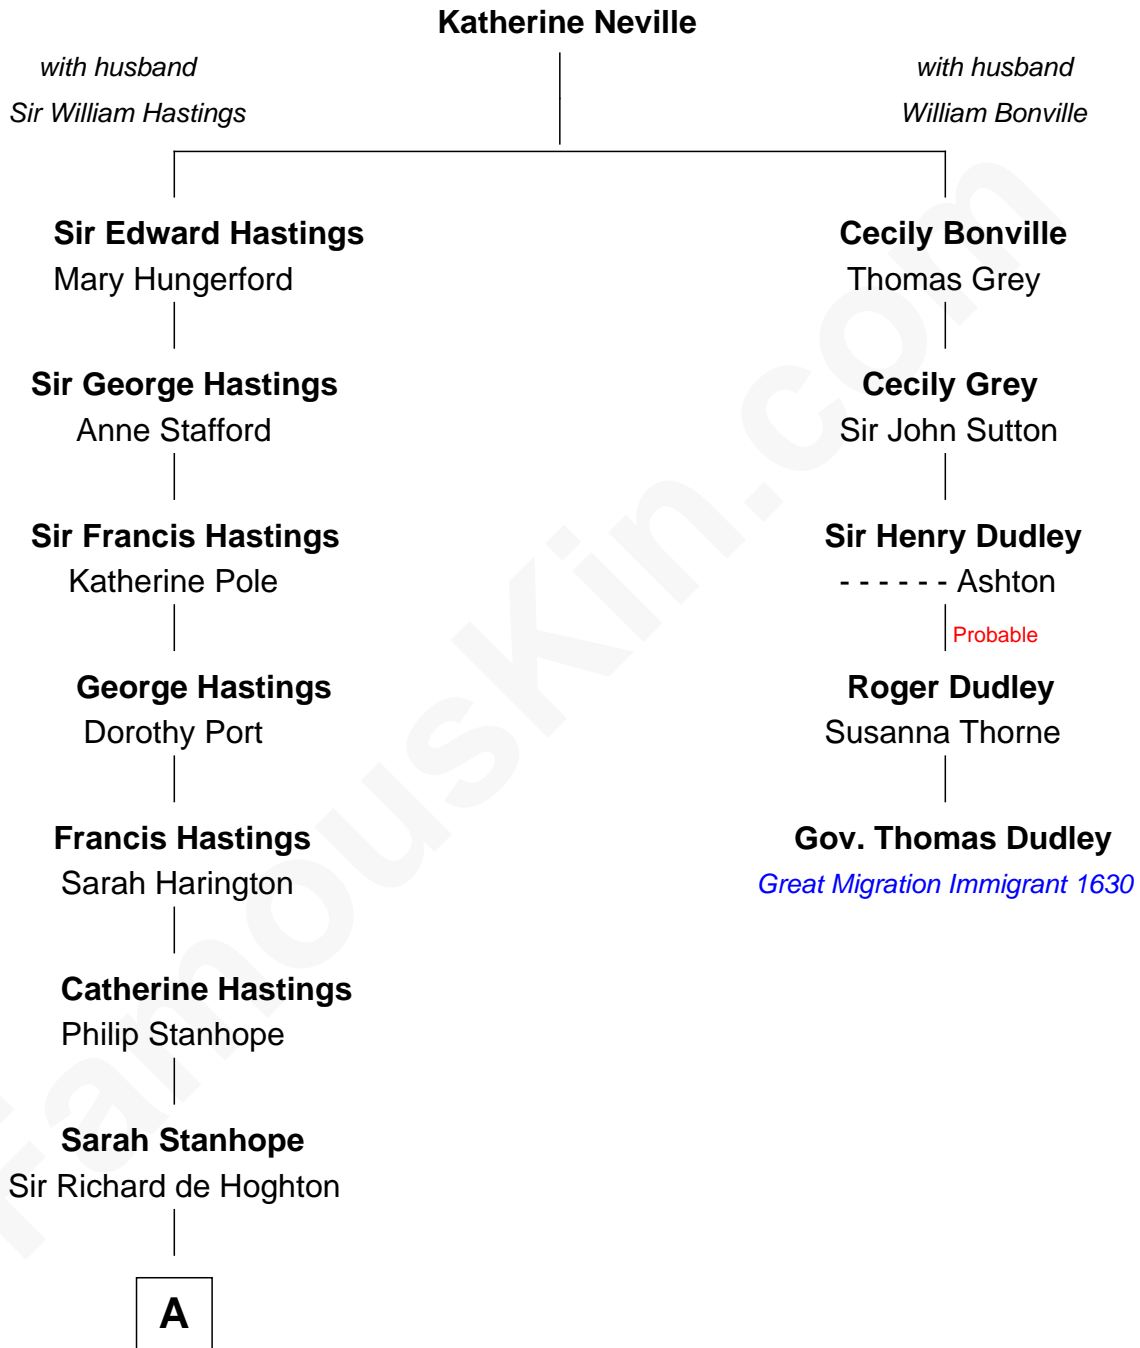 Katherine Neville
with husband
Sir William Hastings
with husband
William Bonville
Sir Edward Hastings
Mary Hungerford
Sir George Hastings
Anne Stafford
Sir Francis Hastings
Katherine Pole
George Hastings
Dorothy Port
Francis Hastings
Sarah Harington
Catherine Hastings
Philip Stanhope
Sarah Stanhope
Sir Richard de Hoghton
A
Cecily Bonville
Thomas Grey
Cecily Grey
Sir John Sutton
Sir Henry Dudley
- - - - - - Ashton
Probable
Roger Dudley
Susanna Thorne
Gov. Thomas Dudley
Great Migration Immigrant 1630
FamousKin.com